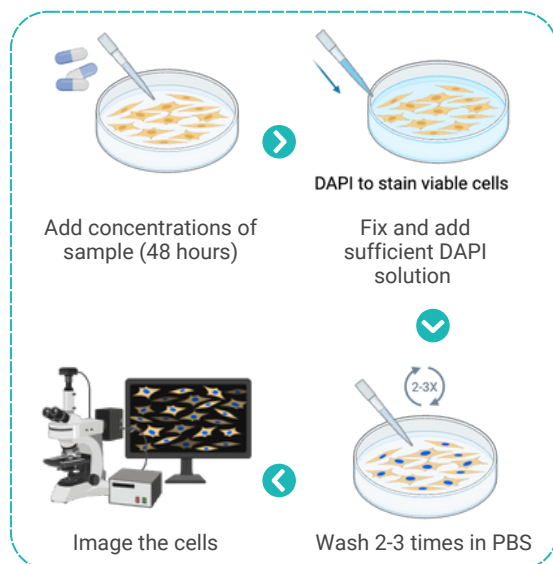 DAPI to stain viable cells
Add concentrations of
sample (48 hours)
Fix and add
sufficient DAPI
solution
2-3X
Wash 2-3 times in PBS
Image the cells